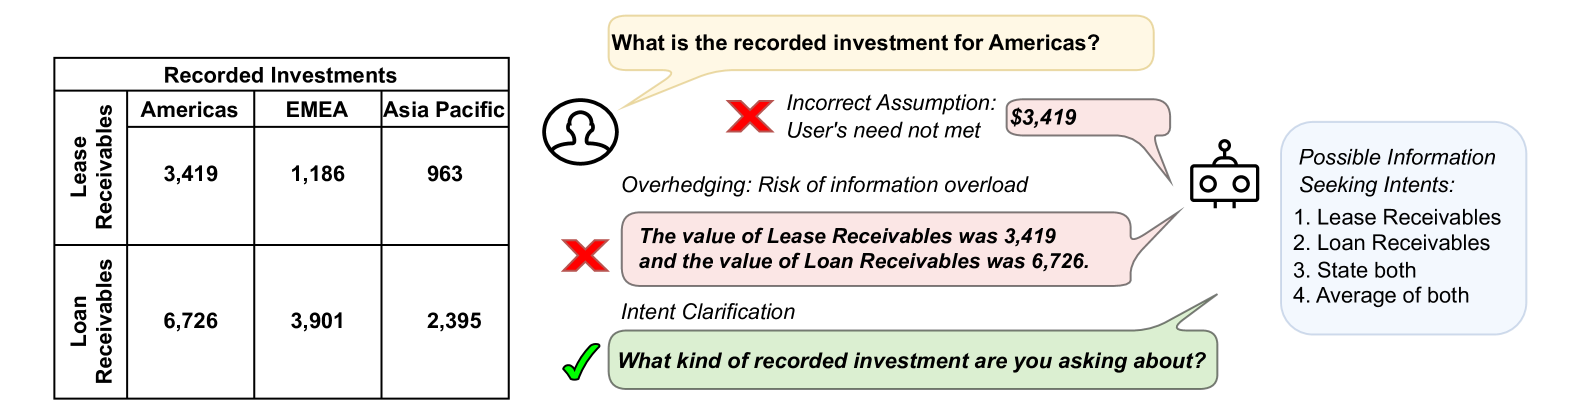 Recorded Investments
Americas
EMEA
Asia Pacific
Lease
Receivables
3,419
1,186
963
Loan
Receivables
6,726
3,901
2,395
What is the recorded investment for Americas?
Incorrect Assumption:
User's need not met
$3,419
Overhedging: Risk of information overload
The value of Lease Receivables was 3,419
and the value of Loan Receivables was 6,726.
Intent Clarification
What kind of recorded investment are you asking about?
Possible Information
Seeking Intents:
1. Lease Receivables
2. Loan Receivables
3. State both
4. Average of both